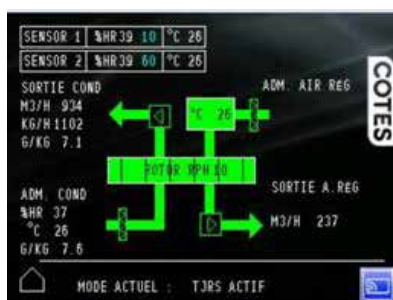 SENSOR 1 %HR39 10 °C 26
SENSOR 2 %HR39 60 °C 26
SORTIE COND
M3/H 934
KG/H1102
G/KG 7.1
ADM. AIR REG
°C 26
COTES
ROTOR RPH 10
SORTIE A.REG
M3/H 237
ADM. COND
%HR 37
°C 26
G/KG 7.6
MODE ACTUEL : TJRS ACTIF